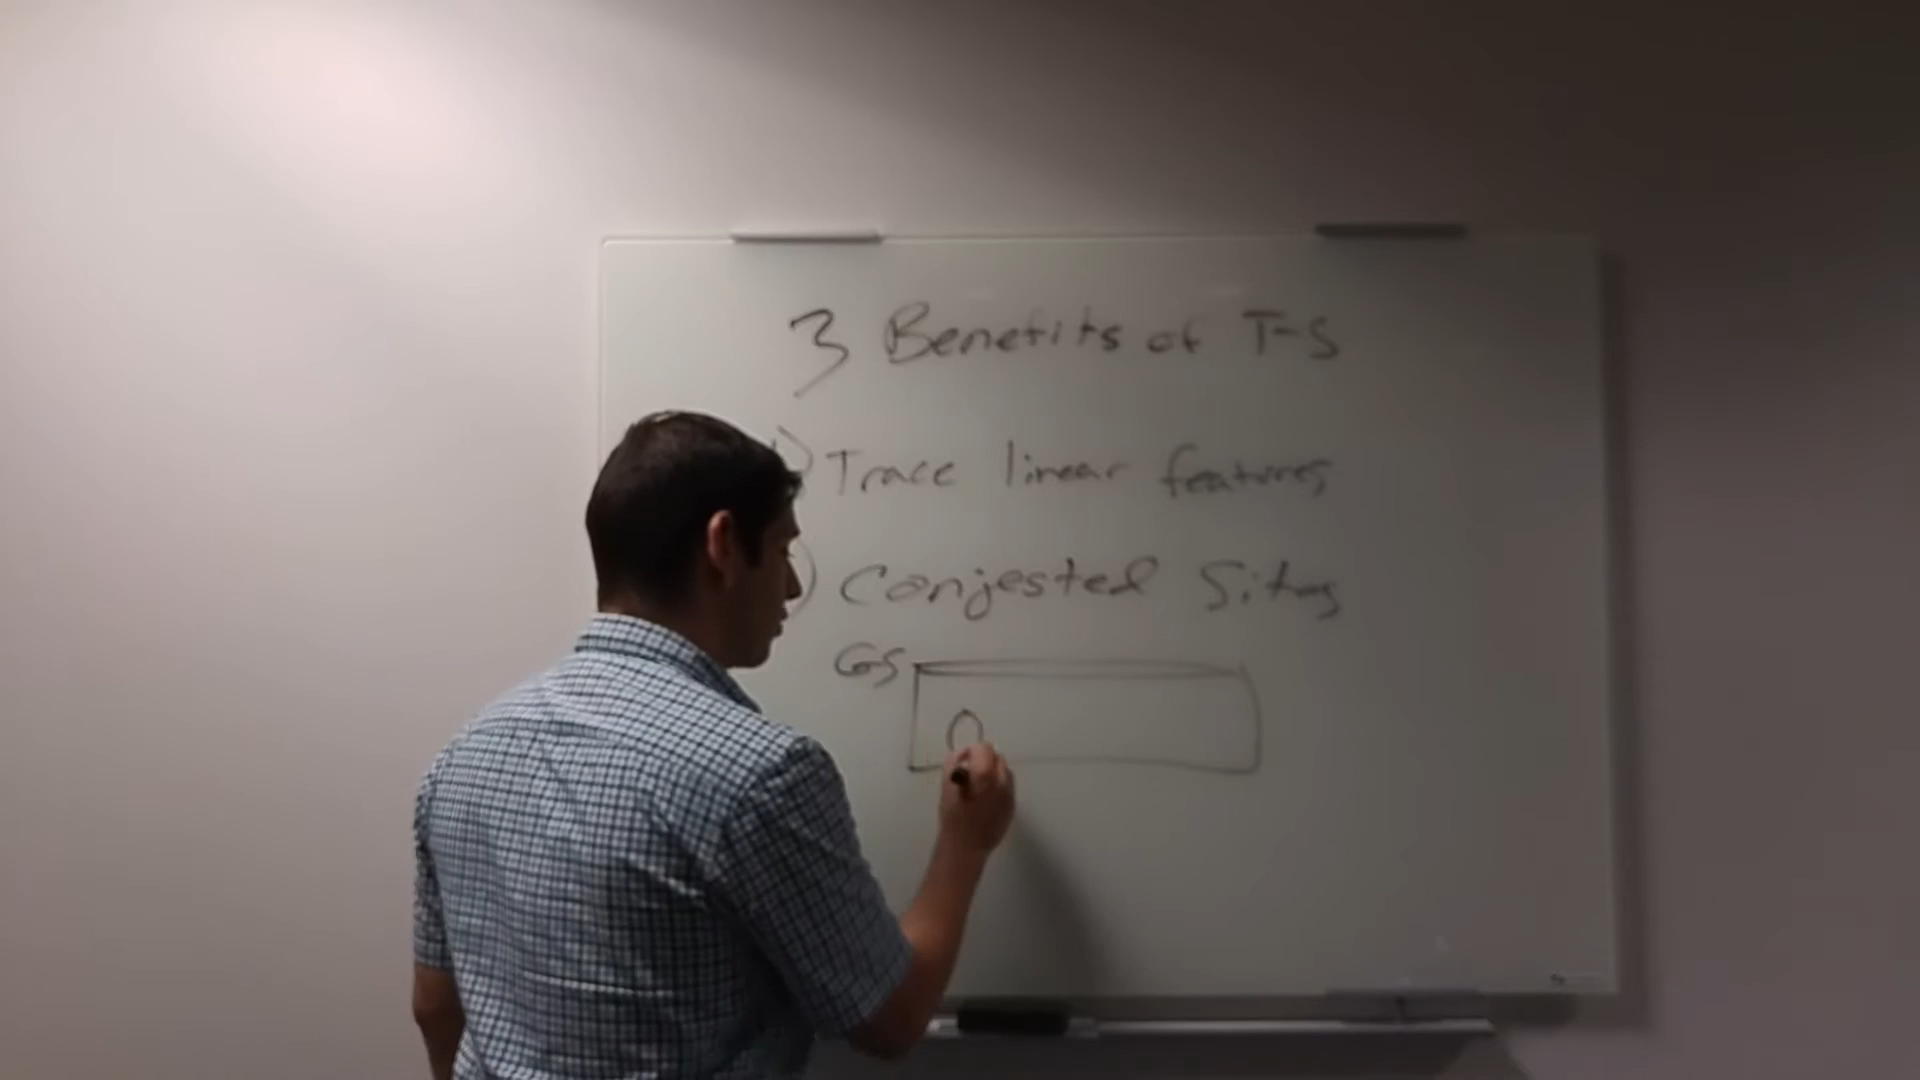 3 Benefits of T-S
) Trace linear features
) Conjested Sites
GS